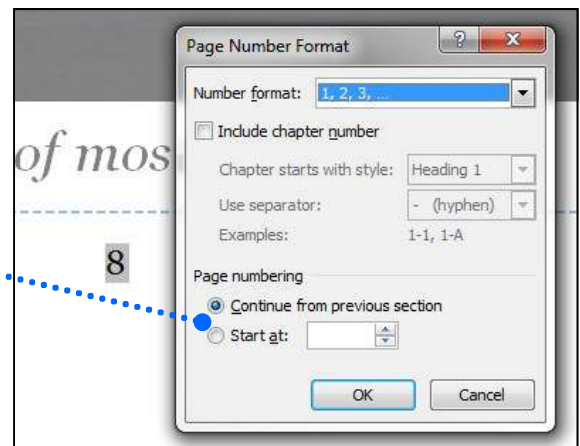 Page Number Format
Number format: 1, 2, 3, ...
Include chapter number
of mos
Chapter starts with style: Heading 1
Use separator: - (hyphen)
Examples: 1-1, 1-A
8
Page numbering
Continue from previous section
Start at:
OK Cancel